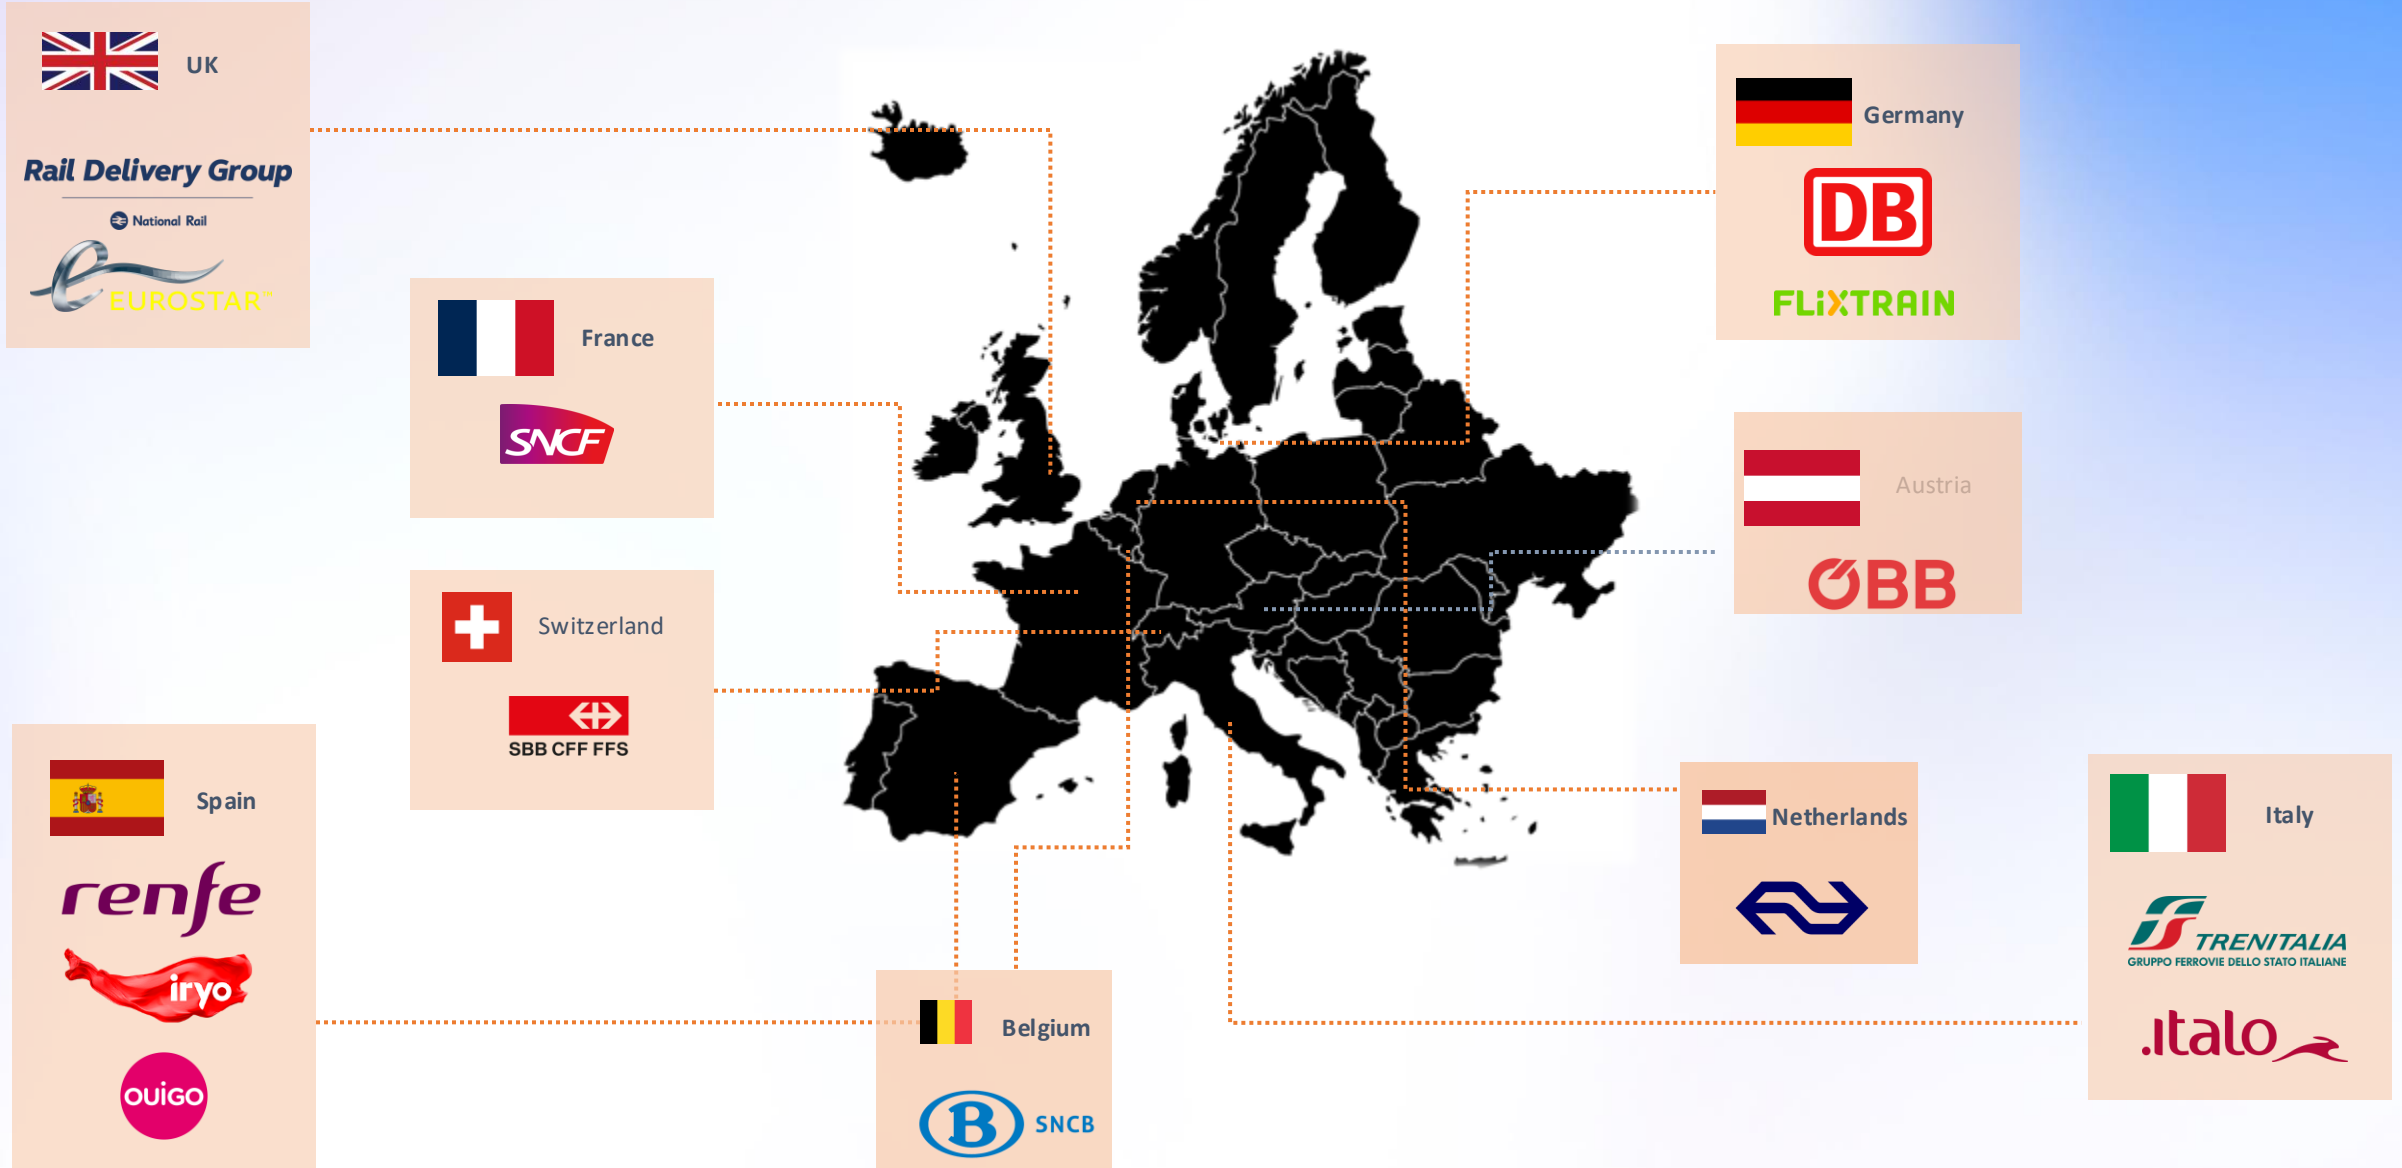 UK
Rail Delivery Group
National Rail
EUROSTAR™
France
SNCF
Switzerland
SBB CFF FFS
Spain
renfe
iryo
OUIGO
Belgium
B
SNCB
Germany
DB
FLiXTRAIN
Austria
ÖBB
Netherlands
Italy
TRENITALIA
GRUPPO FERROVIE DELLO STATO ITALIANE
.italo